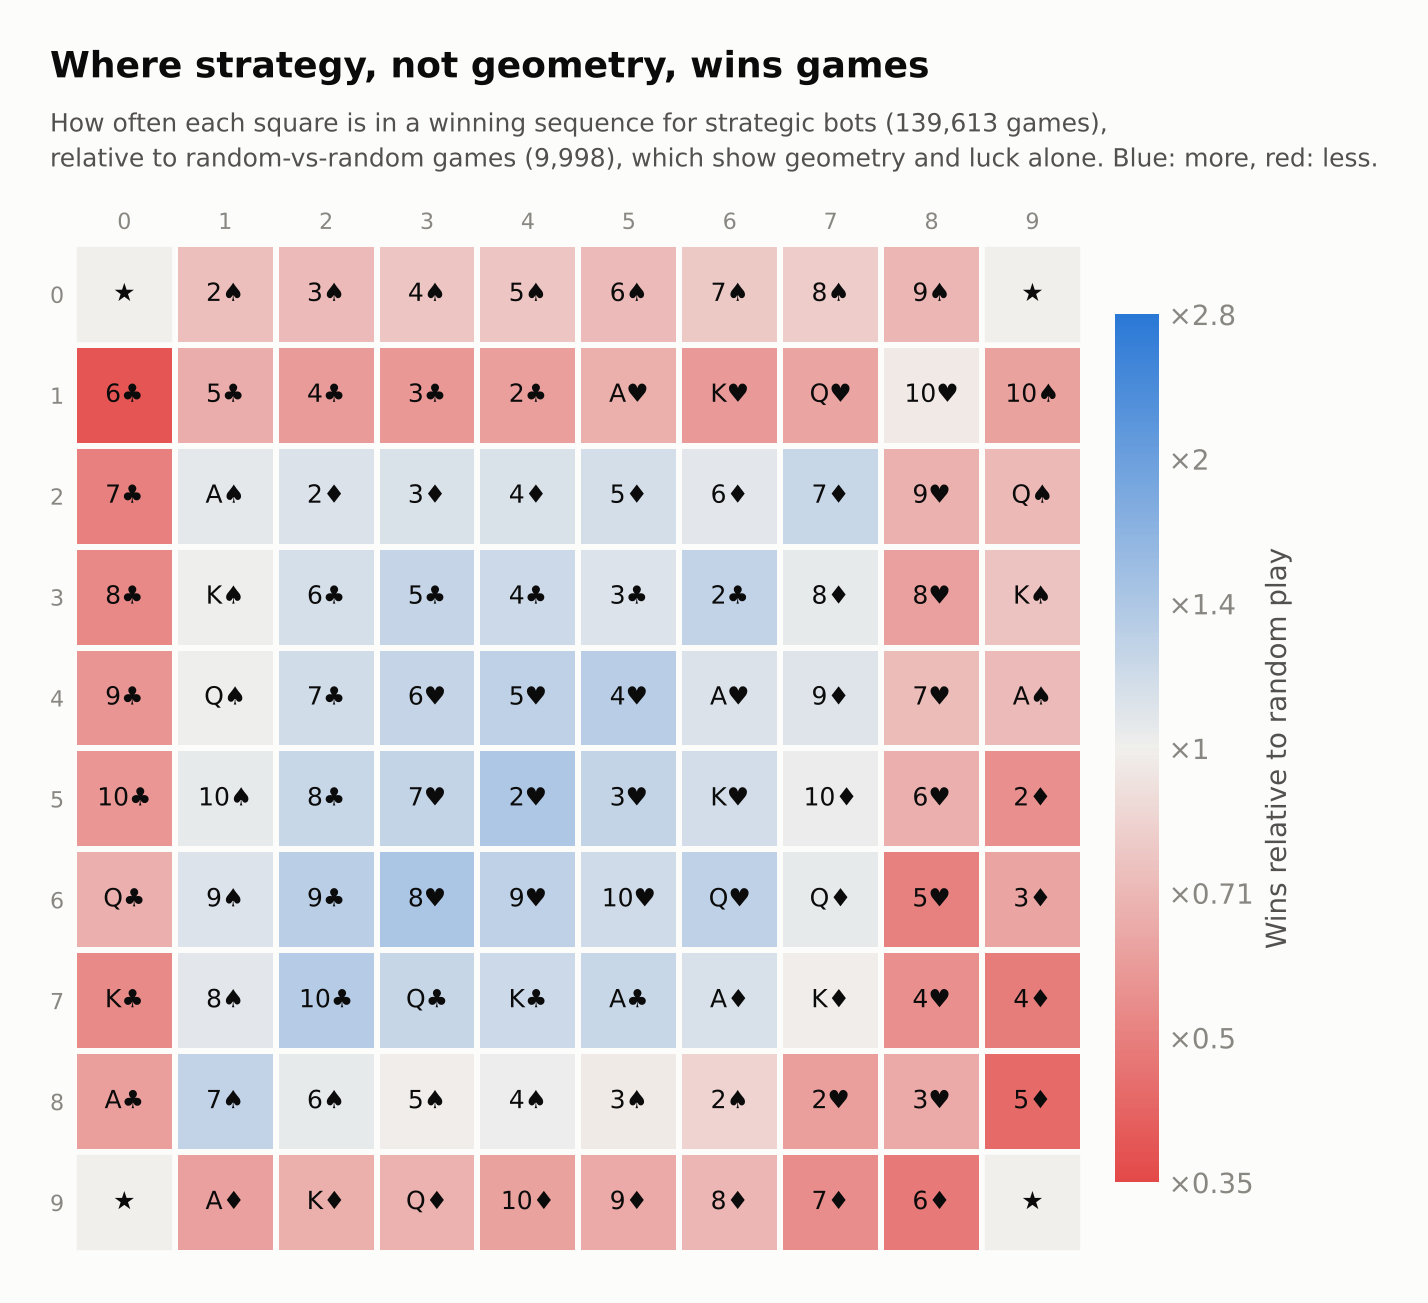 Where strategy, not geometry, wins games
How often each square is in a winning sequence for strategic bots (139,613 games),
relative to random-vs-random games (9,998), which show geometry and luck alone. Blue: more, red: less.
0 1 2 3 4 5 6 7 8 9
0 ★ 2♠ 3♠ 4♠ 5♠ 6♠ 7♠ 8♠ 9♠ ★
1 6♣ 5♣ 4♣ 3♣ 2♣ A♥ K♥ Q♥ 10♥ 10♠
2 7♣ A♠ 2♦ 3♦ 4♦ 5♦ 6♦ 7♦ 9♥ Q♠
3 8♣ K♠ 6♣ 5♣ 4♣ 3♣ 2♣ 8♦ 8♥ K♠
4 9♣ Q♠ 7♣ 6♥ 5♥ 4♥ A♥ 9♦ 7♥ A♠
5 10♣ 10♠ 8♣ 7♥ 2♥ 3♥ K♥ 10♦ 6♥ 2♦
6 Q♣ 9♠ 9♣ 8♥ 9♥ 10♥ Q♥ Q♦ 5♥ 3♦
7 K♣ 8♠ 10♣ Q♣ K♣ A♣ A♦ K♦ 4♥ 4♦
8 A♣ 7♠ 6♠ 5♠ 4♠ 3♠ 2♠ 2♥ 3♥ 5♦
9 ★ A♦ K♦ Q♦ 10♦ 9♦ 8♦ 7♦ 6♦ ★
×2.8
×2
×1.4
×1
×0.71
×0.5
×0.35
Wins relative to random play